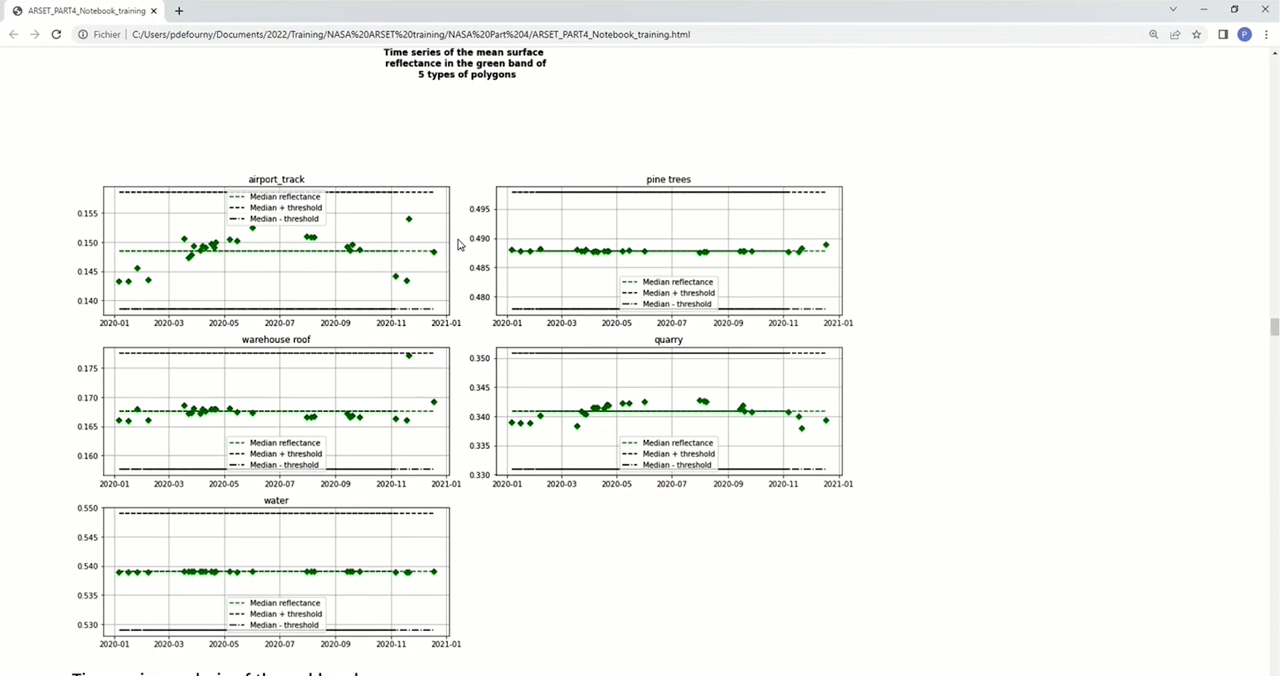 ARSET_PART4_Notebook_training
Fichier
C:/Users/pdefourny/Documents/2022/Training/NASA%20ARSET%20training/NASA%20Part%204/ARSET_PART4_Notebook_training.html
P
Time series of the mean surface
reflectance in the green band of
5 types of polygons
airport_track
0.155
0.150
0.145
0.140
Median reflectance
Median + threshold
Median - threshold
2020-01 2020-03 2020-05 2020-07 2020-09 2020-11 2021-01
pine trees
0.495
0.490
0.485
0.480
Median reflectance
Median + threshold
Median - threshold
2020-01 2020-03 2020-05 2020-07 2020-09 2020-11 2021-01
warehouse roof
0.175
0.170
0.165
0.160
Median reflectance
Median + threshold
Median - threshold
2020-01 2020-03 2020-05 2020-07 2020-09 2020-11 2021-01
quarry
0.350
0.345
0.340
0.335
0.330
Median reflectance
Median + threshold
Median - threshold
2020-01 2020-03 2020-05 2020-07 2020-09 2020-11 2021-01
water
0.550
0.545
0.540
0.535
0.530
Median reflectance
Median + threshold
Median - threshold
2020-01 2020-03 2020-05 2020-07 2020-09 2020-11 2021-01